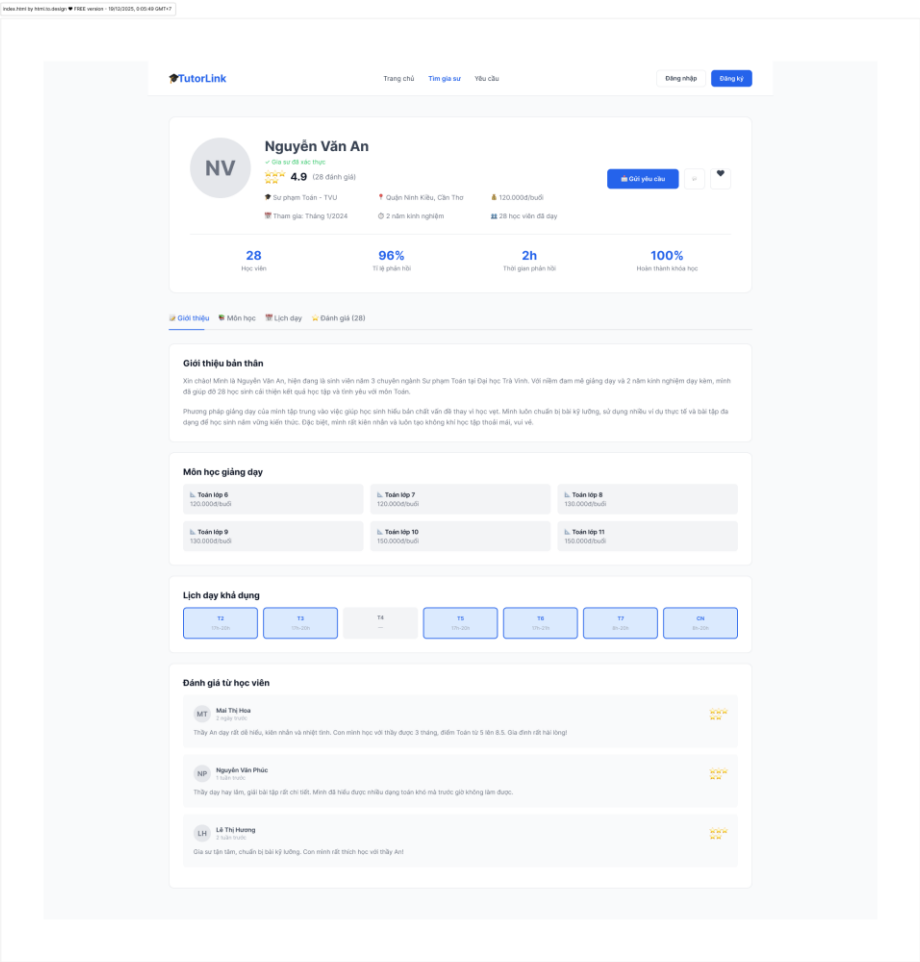 index.html by html.to.design ❤ FREE version - 19/12/2025, 0:05:49 GMT+7
🎓TutorLink
Trang chủ
Tìm gia sư
Yêu cầu
Đăng nhập
Đăng ký
NV
Nguyễn Văn An
✓ Gia sư đã xác thực
⭐⭐⭐⭐⭐ 4.9 (28 đánh giá)
🎓 Sư phạm Toán - TVU
📍 Quận Ninh Kiều, Cần Thơ
💰 120.000đ/buổi
📅 Tham gia: Tháng 1/2024
⏱ 2 năm kinh nghiệm
👥 28 học viên đã dạy
📩 Gửi yêu cầu
28
Học viên
96%
Tỉ lệ phản hồi
2h
Thời gian phản hồi
100%
Hoàn thành khóa học
📝 Giới thiệu
📚 Môn học
📅 Lịch dạy
⭐ Đánh giá (28)
Giới thiệu bản thân
Xin chào! Mình là Nguyễn Văn An, hiện đang là sinh viên năm 3 chuyên ngành Sư phạm Toán tại Đại học Trà Vinh. Với niềm đam mê giảng dạy và 2 năm kinh nghiệm dạy kèm, mình
đã giúp đỡ 28 học sinh cải thiện kết quả học tập và tình yêu với môn Toán.
Phương pháp giảng dạy của mình tập trung vào việc giúp học sinh hiểu bản chất vấn đề thay vì học vẹt. Mình luôn chuẩn bị bài kỹ lưỡng, sử dụng nhiều ví dụ thực tế và bài tập đa
dạng để học sinh nắm vững kiến thức. Đặc biệt, mình rất kiên nhẫn và luôn tạo không khí học tập thoải mái, vui vẻ.
Môn học giảng dạy
📐 Toán lớp 6
120.000đ/buổi
📐 Toán lớp 7
120.000đ/buổi
📐 Toán lớp 8
130.000đ/buổi
📐 Toán lớp 9
130.000đ/buổi
📐 Toán lớp 10
150.000đ/buổi
📐 Toán lớp 11
150.000đ/buổi
Lịch dạy khả dụng
T2
T3
T4
—
T5
T6
T7
CN
Đánh giá từ học viên
MT
Mai Thị Hoa
2 ngày trước
Thầy An dạy rất dễ hiểu, kiên nhẫn và nhiệt tình. Con mình học với thầy được 3 tháng, điểm Toán từ 5 lên 8.5. Gia đình rất hài lòng!
NP
Nguyễn Văn Phúc
1 tuần trước
Thầy dạy hay lắm, giải bài tập rất chi tiết. Mình đã hiểu được nhiều dạng toán khó mà trước giờ không làm được.
LH
Lê Thị Hương
2 tuần trước
Gia sư tận tâm, chuẩn bị bài kỹ lưỡng. Con mình rất thích học với thầy An!